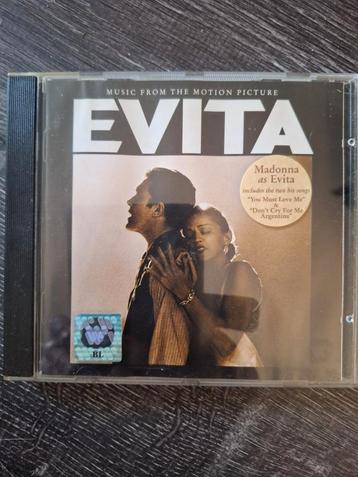 MUSIC FROM THE MOTION PICTURE
EVITA
Madonna
as Evita
includes the two hit songs
"You Must Love Me"
&
"Don't Cry For Me
Argentina"
BL